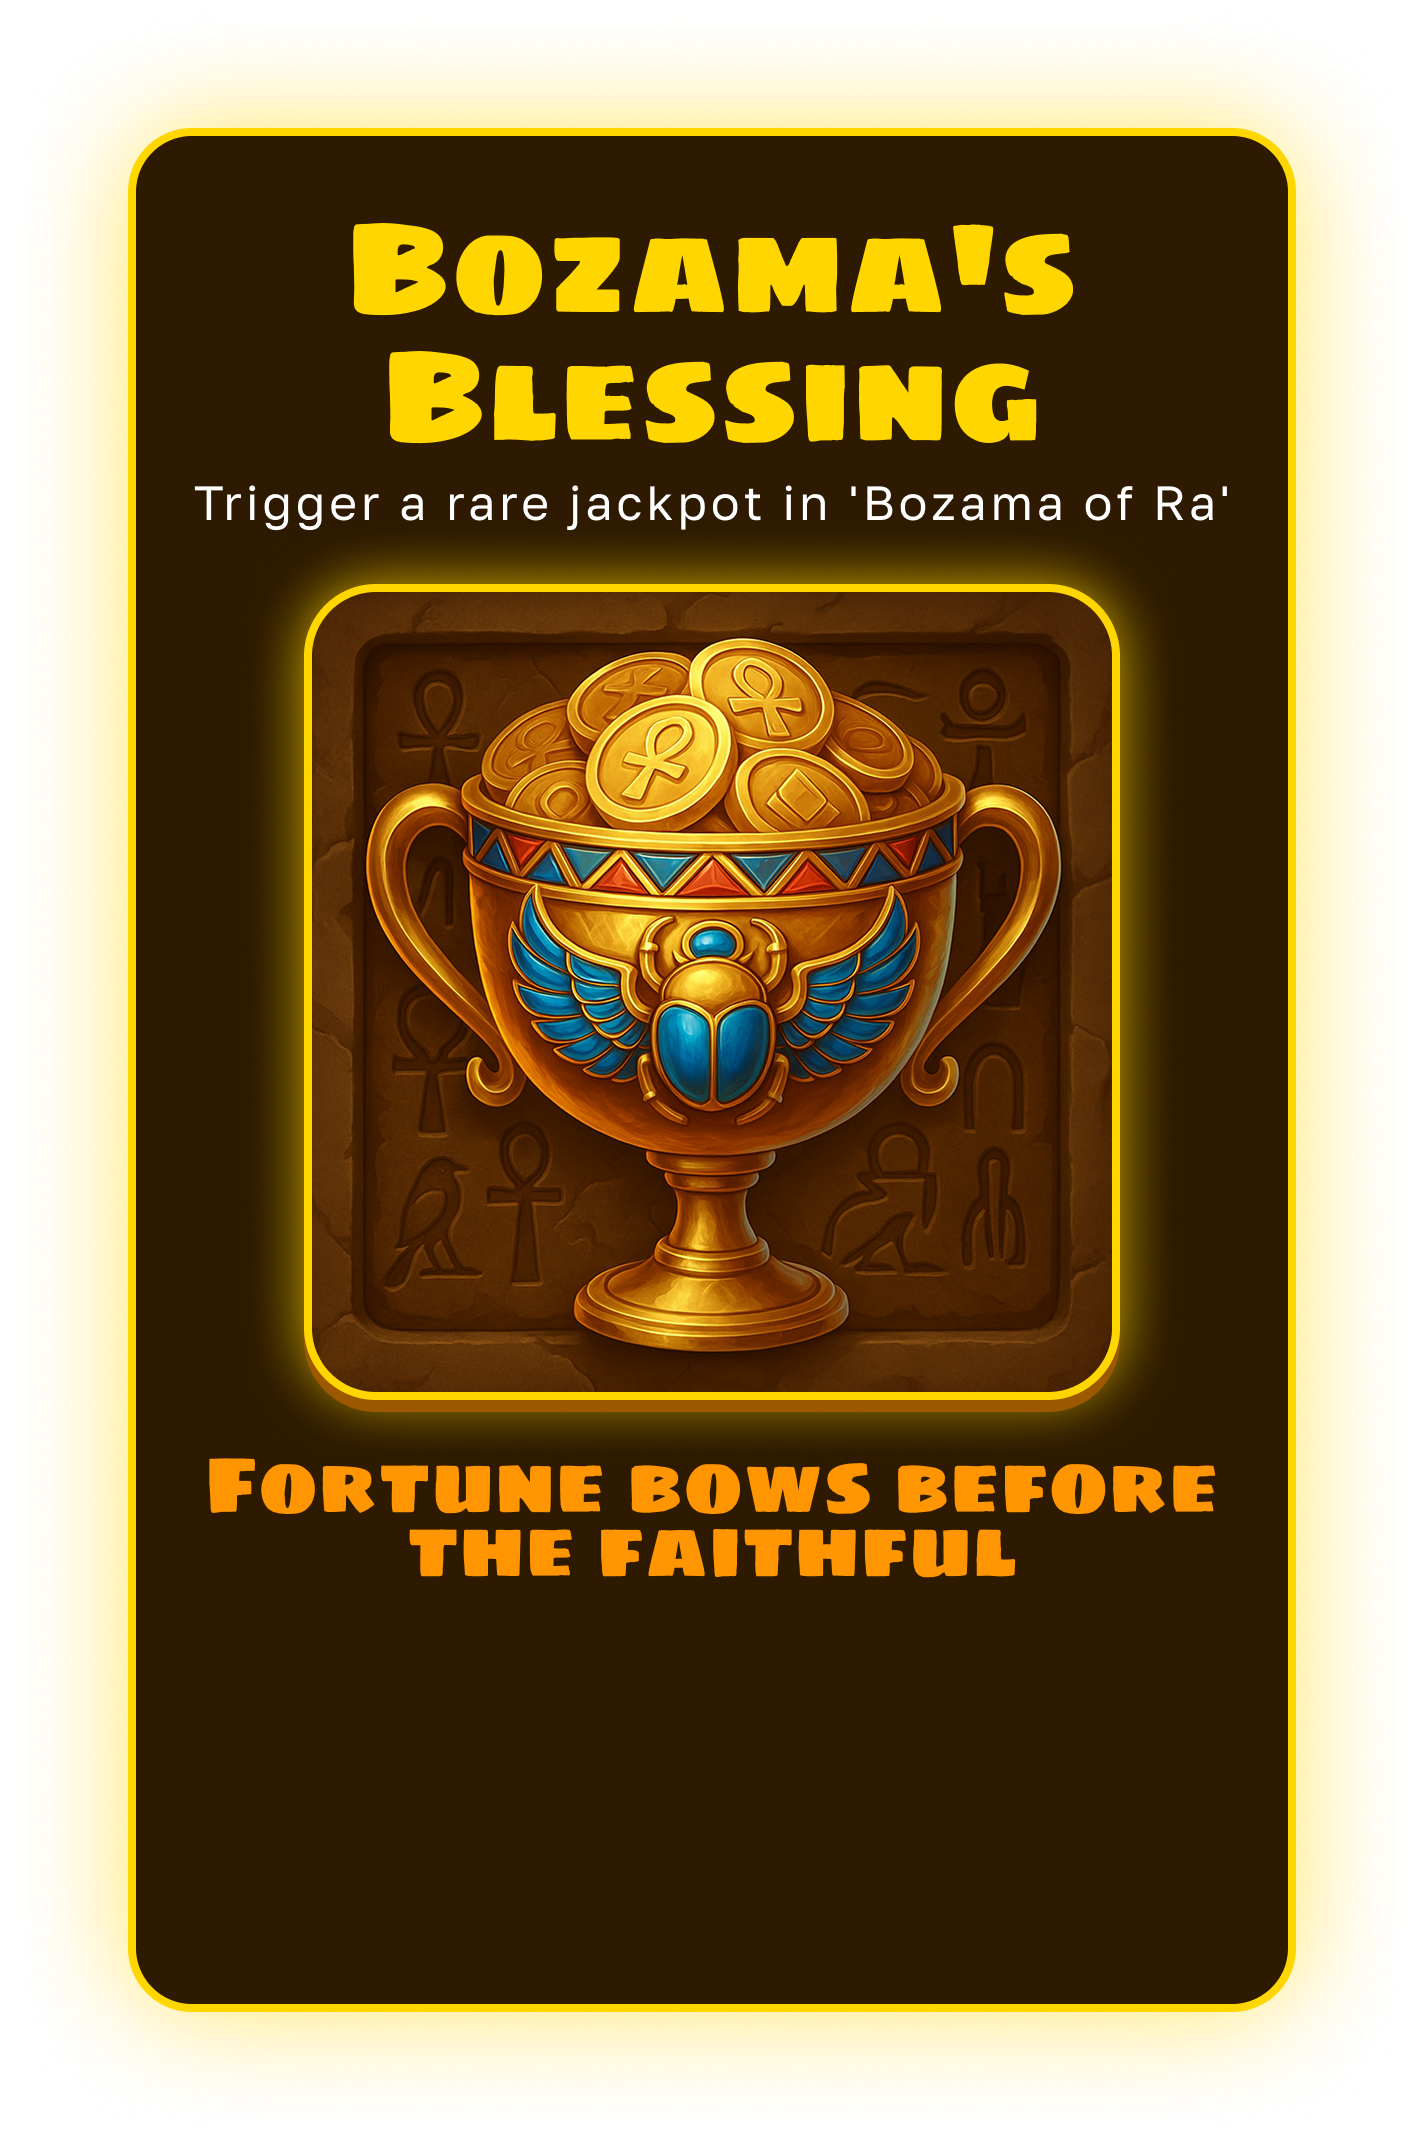 Bozama's
Blessing
Trigger a rare jackpot in 'Bozama of Ra'
Fortune bows before
the faithful